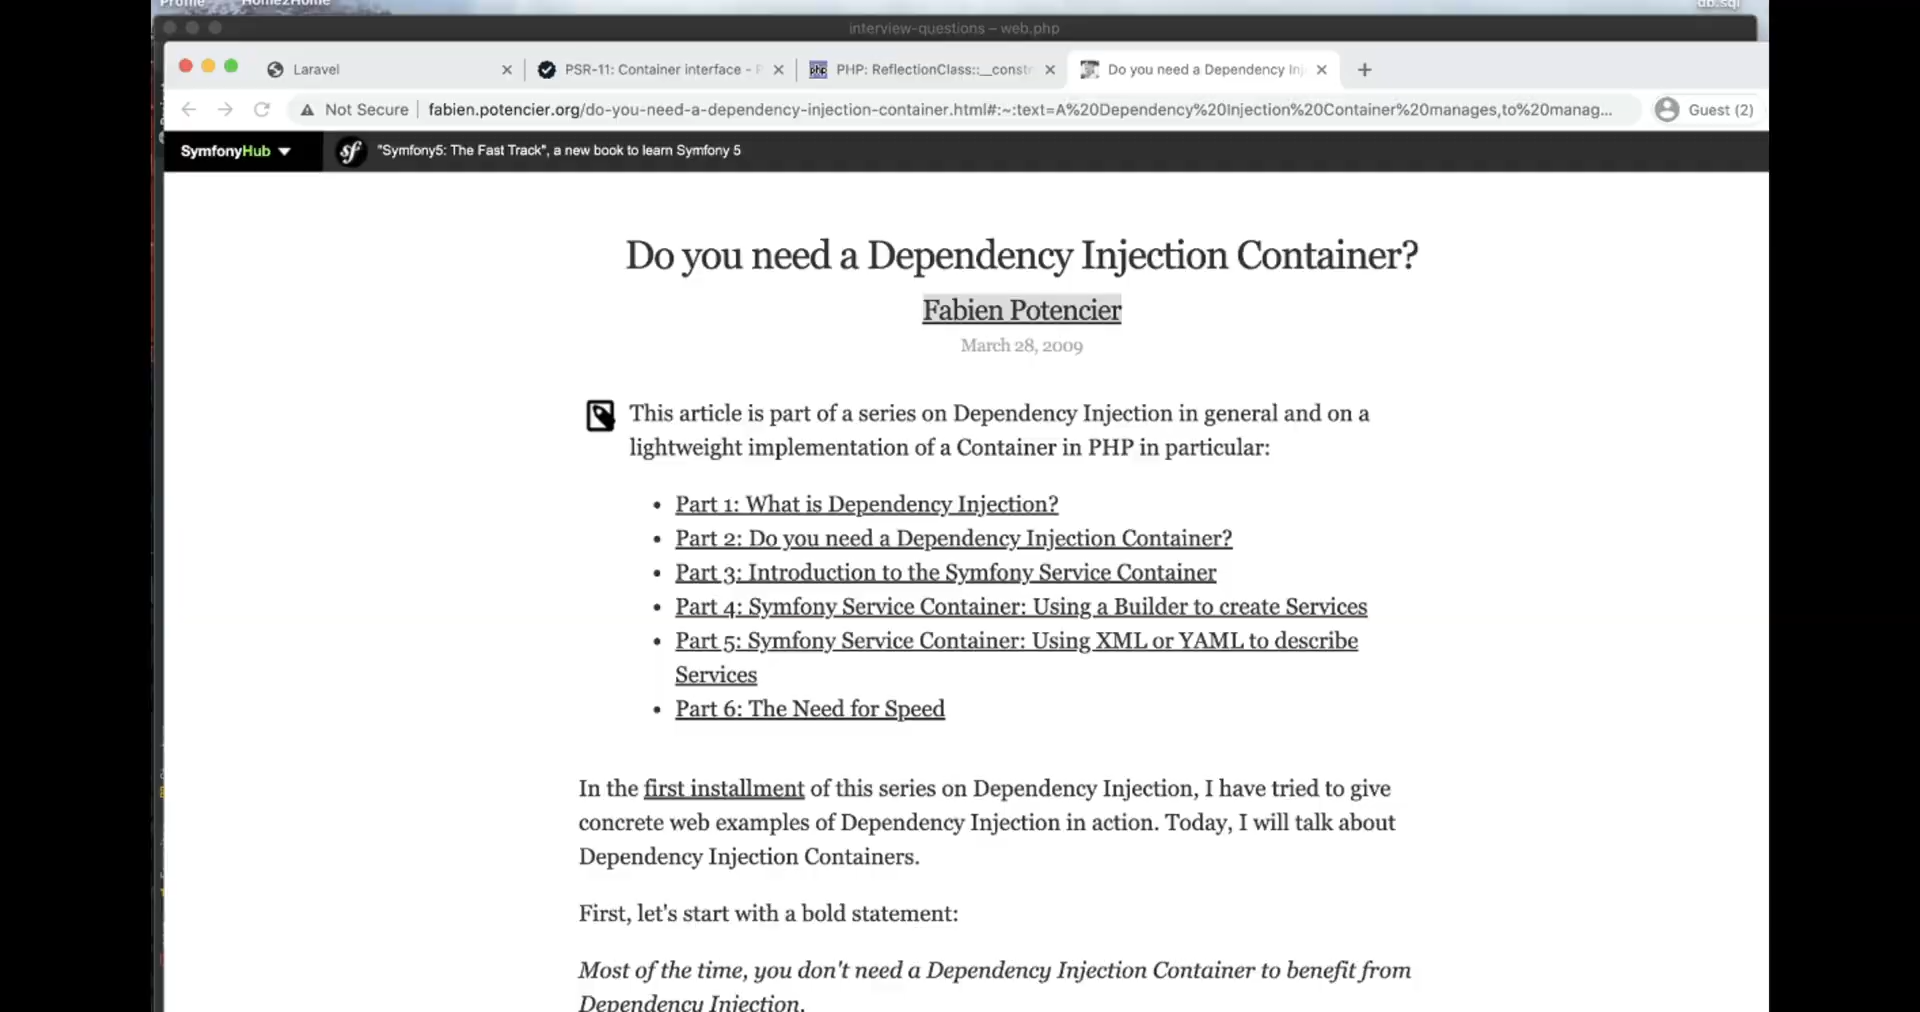 Profile
Home2Home
db.sql
interview-questions – web.php
Laravel
PSR-11: Container interface - P
PHP: ReflectionClass::__constr
Do you need a Dependency Inj
Not Secure
fabien.potencier.org/do-you-need-a-dependency-injection-container.html#:~:text=A%20Dependency%20Injection%20Container%20manages,to%20manag...
Guest (2)
SymfonyHub
sf
"Symfony5: The Fast Track", a new book to learn Symfony 5
Do you need a Dependency Injection Container?
Fabien Potencier
March 28, 2009
This article is part of a series on Dependency Injection in general and on a
lightweight implementation of a Container in PHP in particular:
• Part 1: What is Dependency Injection?
• Part 2: Do you need a Dependency Injection Container?
• Part 3: Introduction to the Symfony Service Container
• Part 4: Symfony Service Container: Using a Builder to create Services
• Part 5: Symfony Service Container: Using XML or YAML to describe
Services
• Part 6: The Need for Speed
In the first installment of this series on Dependency Injection, I have tried to give
concrete web examples of Dependency Injection in action. Today, I will talk about
Dependency Injection Containers.
First, let's start with a bold statement:
Most of the time, you don't need a Dependency Injection Container to benefit from
Dependency Injection.